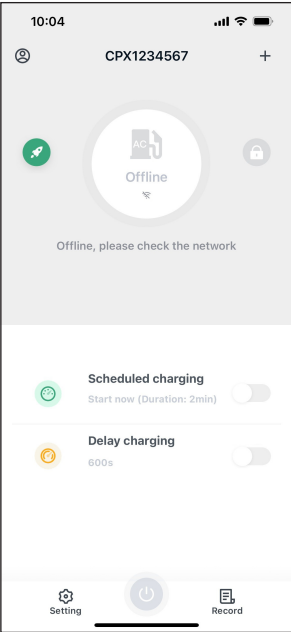 10:04
CPX1234567
AC
Offline
Offline, please check the network
Scheduled charging
Start now (Duration: 2min)
Delay charging
600s
Setting
Record